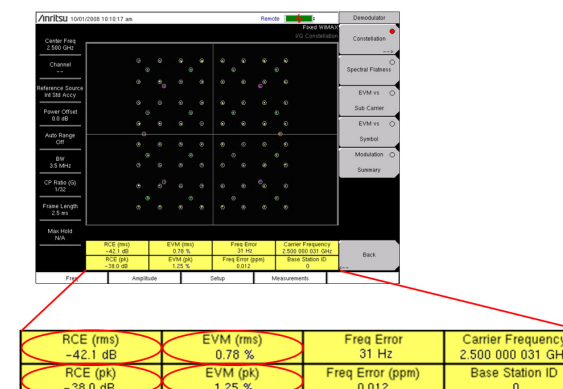 Anritsu 10/01/2008 10:10:17 am
Remote
Demodulator
Fixed WiMAX
I/Q Constellation
Center Freq
2.500 GHz
Channel
--
Reference Source
Int Std Accy
Power Offset
0.0 dB
Auto Range
Off
BW
3.5 MHz
CP Ratio (G)
1/32
Frame Length
2.5 ms
Max Hold
N/A
Constellation
-->
Spectral Flatness
EVM vs
Sub Carrier
EVM vs
Symbol
Modulation
Summary
Back
<--
RCE (rms)
-42.1 dB
EVM (rms)
0.78 %
Freq Error
31 Hz
Carrier Frequency
2.500 000 031 GHz
RCE (pk)
-38.0 dB
EVM (pk)
1.25 %
Freq Error (ppm)
0.012
Base Station ID
0
Freq
Amplitude
Setup
Measurements
RCE (rms)
-42.1 dB
EVM (rms)
0.78 %
Freq Error
31 Hz
Carrier Frequency
2.500 000 031 GH
RCE (pk)
-38.0 dB
EVM (pk)
1.25 %
Freq Error (ppm)
0.012
Base Station ID
0